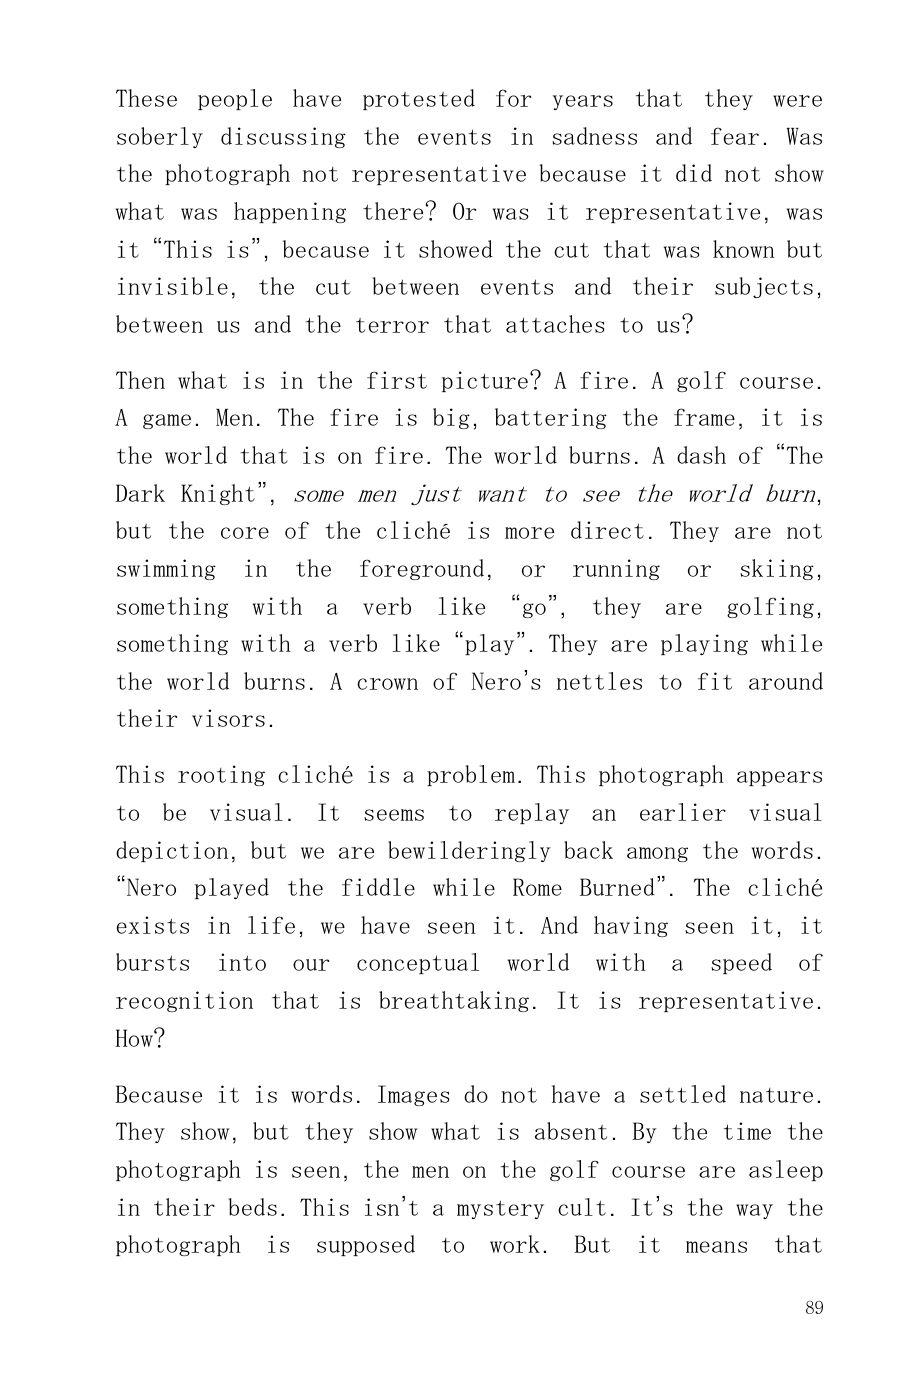 These people have protested for years that they were
soberly discussing the events in sadness and fear. Was
the photograph not representative because it did not show
what was happening there? Or was it representative, was
it “This is”, because it showed the cut that was known but
invisible, the cut between events and their subjects,
between us and the terror that attaches to us?
Then what is in the first picture? A fire. A golf course.
A game. Men. The fire is big, battering the frame, it is
the world that is on fire. The world burns. A dash of “The
Dark Knight”, some men just want to see the world burn,
but the core of the cliché is more direct. They are not
swimming in the foreground, or running or skiing,
something with a verb like “go”, they are golfing,
something with a verb like “play”. They are playing while
the world burns. A crown of Nero’s nettles to fit around
their visors.
This rooting cliché is a problem. This photograph appears
to be visual. It seems to replay an earlier visual
depiction, but we are bewilderingly back among the words.
“Nero played the fiddle while Rome Burned”. The cliché
exists in life, we have seen it. And having seen it, it
bursts into our conceptual world with a speed of
recognition that is breathtaking. It is representative.
How?
Because it is words. Images do not have a settled nature.
They show, but they show what is absent. By the time the
photograph is seen, the men on the golf course are asleep
in their beds. This isn’t a mystery cult. It’s the way the
photograph is supposed to work. But it means that
89